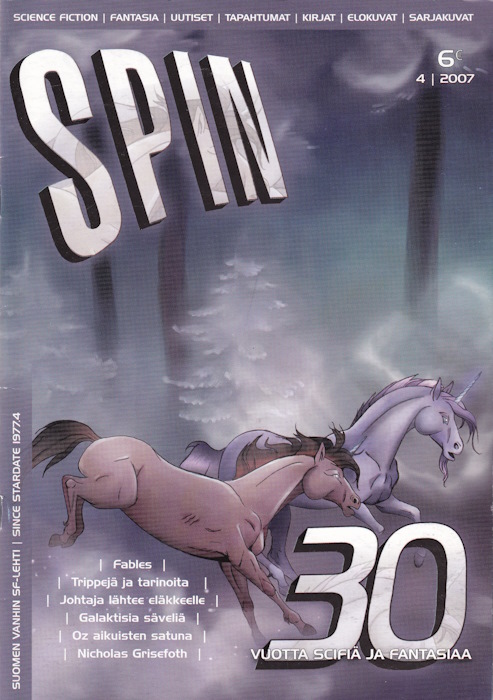 SCIENCE FICTION | FANTASIA | UUTISET | TAPAHTUMAT | KIRJAT | ELOKUVAT | SARJAKUVAT
SPIN
6€
4 | 2007
SUOMEN VANHIN SF-LEHTI | SINCE STARDATE 1977.4
| Fables |
| Trippejä ja tarinoita |
| Johtaja lähtee eläkkeelle |
| Galaktisia säveliä |
| Oz aikuisten satuna |
| Nicholas Grisefoth |
30
VUOTTA SCIFIÄ JA FANTASIAA